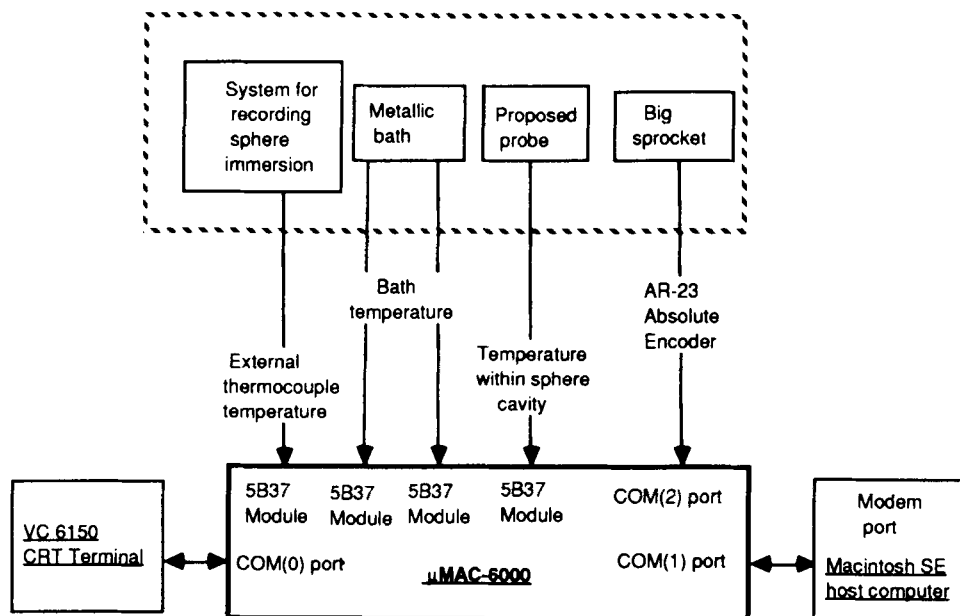 System for
recording
sphere
immersion
Metallic
bath
Proposed
probe
Big
sprocket
Bath
temperature
AR-23
Absolute
Encoder
External
thermocouple
temperature
Temperature
within sphere
cavity
5B37
Module
5B37
Module
5B37
Module
5B37
Module
COM(2) port
VC 6150
CRT Terminal
COM(0) port
µMAC-6000
COM(1) port
Modem
port
Macintosh SE
host computer